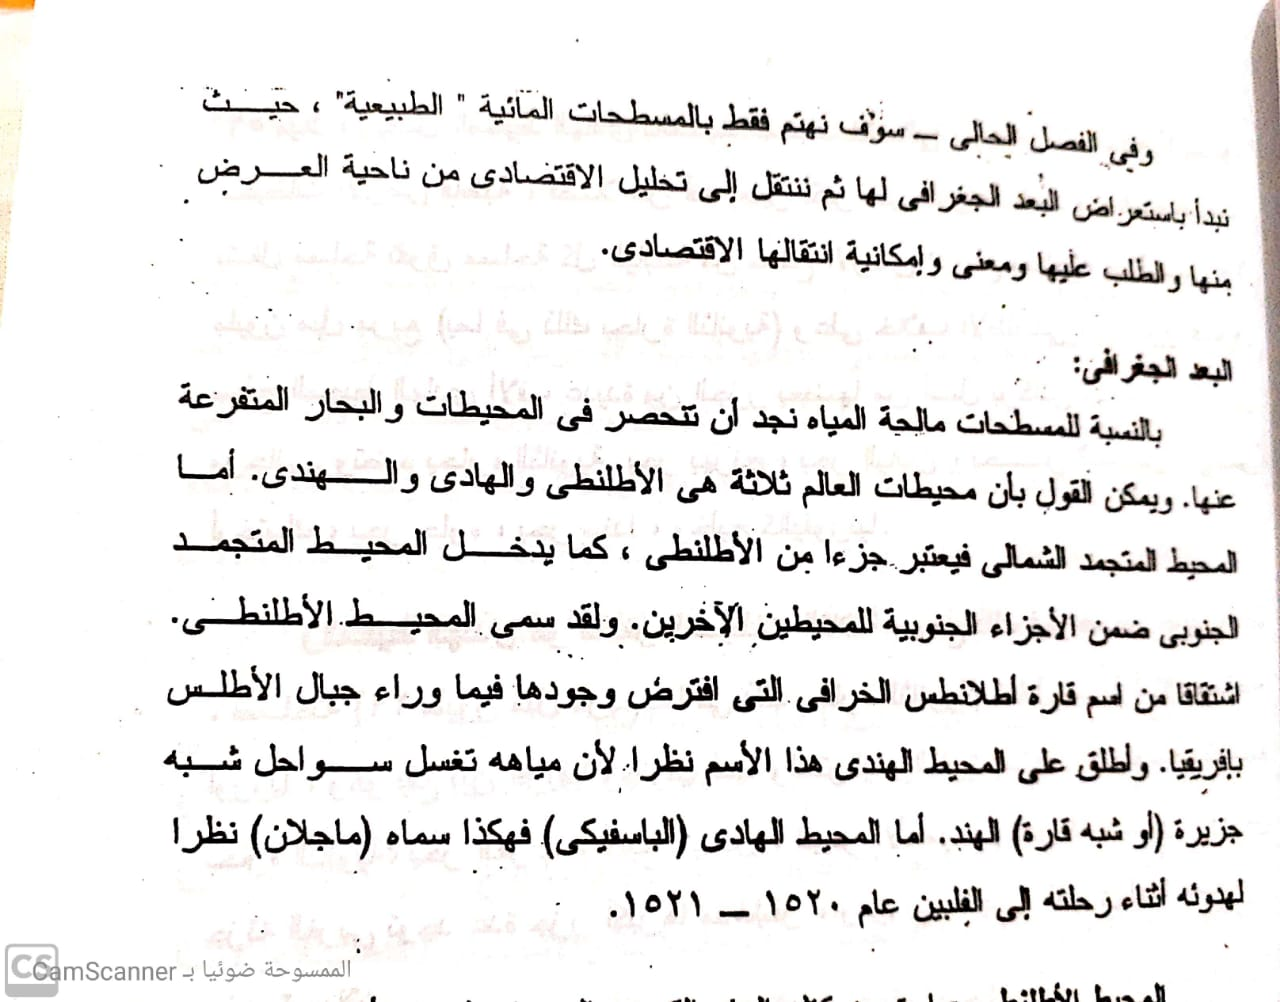 وفي الفصل الحالى – سوف نهتم فقط بالمسطحات المائية " الطبيعية" ، حيث
نبدأ باستعراض البعد الجغرافى لها ثم ننتقل إلى تحليل الاقتصادى من ناحية العرض
منها والطلب عليها ومعنى وإمكانية انتقالها الاقتصادى.
البعد الجغرافى:
بالنسبة للمسطحات مالحة المياه نجد أن تتحصر فى المحيطات والبحار المتفرعة
عنها. ويمكن القول بأن محيطات العالم ثلاثة هى الأطلنطى والهادى والهندى. أما
المحيط المتجمد الشمالى فيعتبر جزءا من الأطلنطى ، كما يدخل المحيط المتجمد
الجنوبى ضمن الأجزاء الجنوبية للمحيطين الآخرين. ولقد سمى المحيط الأطلنطى.
اشتقاقا من اسم قارة أطلانطس الخرافى التى افترض وجودها فيما وراء جبال الأطلس
بإفريقيا. وأطلق على المحيط الهندى هذا الأسم نظرا لأن مياهه تغسل سواحل شبه
جزيرة (أو شبه قارة) الهند. أما المحيط الهادى (الباسفيكى) فهكذا سماه (ماجلان) نظرا
لهدوئه أثناء رحلته إلى الفلبين عام ١٥٢٠ – ١٥٢١.
المحيط الأطلنطى
CS CamScanner الممسوحة ضوئيا بـ